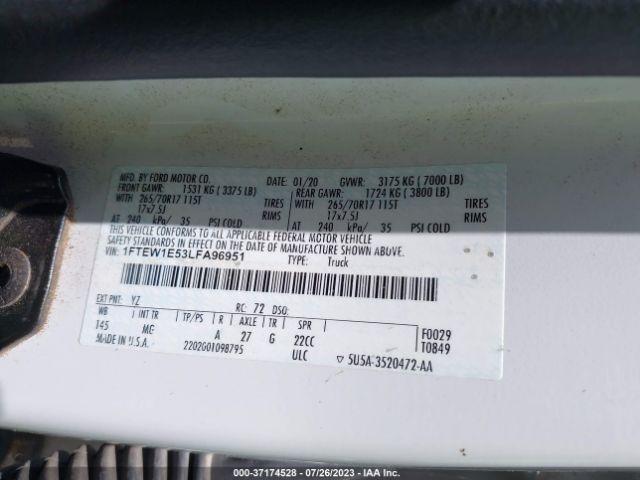 MFD. BY FORD MOTOR CO. DATE: 01/20 GVWR: 3175 KG ( 7000 LB)
FRONT GAWR: 1531 KG ( 3375 LB) REAR GAWR: 1724 KG ( 3800 LB)
WITH 265/70R17 115T TIRES WITH 265/70R17 115T TIRES
17x7.5J RIMS 17x7.5J RIMS
AT 240 kPa/ 35 PSI COLD AT 240 kPa/ 35 PSI COLD
THIS VEHICLE CONFORMS TO ALL APPLICABLE FEDERAL MOTOR VEHICLE
SAFETY STANDARDS IN EFFECT ON THE DATE OF MANUFACTURE SHOWN ABOVE.
VIN: 1FTEW1E53LFA96951 TYPE: Truck
EXT PNT: YZ RC: 72 DSO:
WB INT TR TP/PS R AXLE TR SPR F0029
145 MG A 27 G 22CC T0849
MADE IN U.S.A. 2202001098795 ULC ▽ 5U5A-3520472-AA
000-37174528 - 07/26/2023 - IAAI.COM